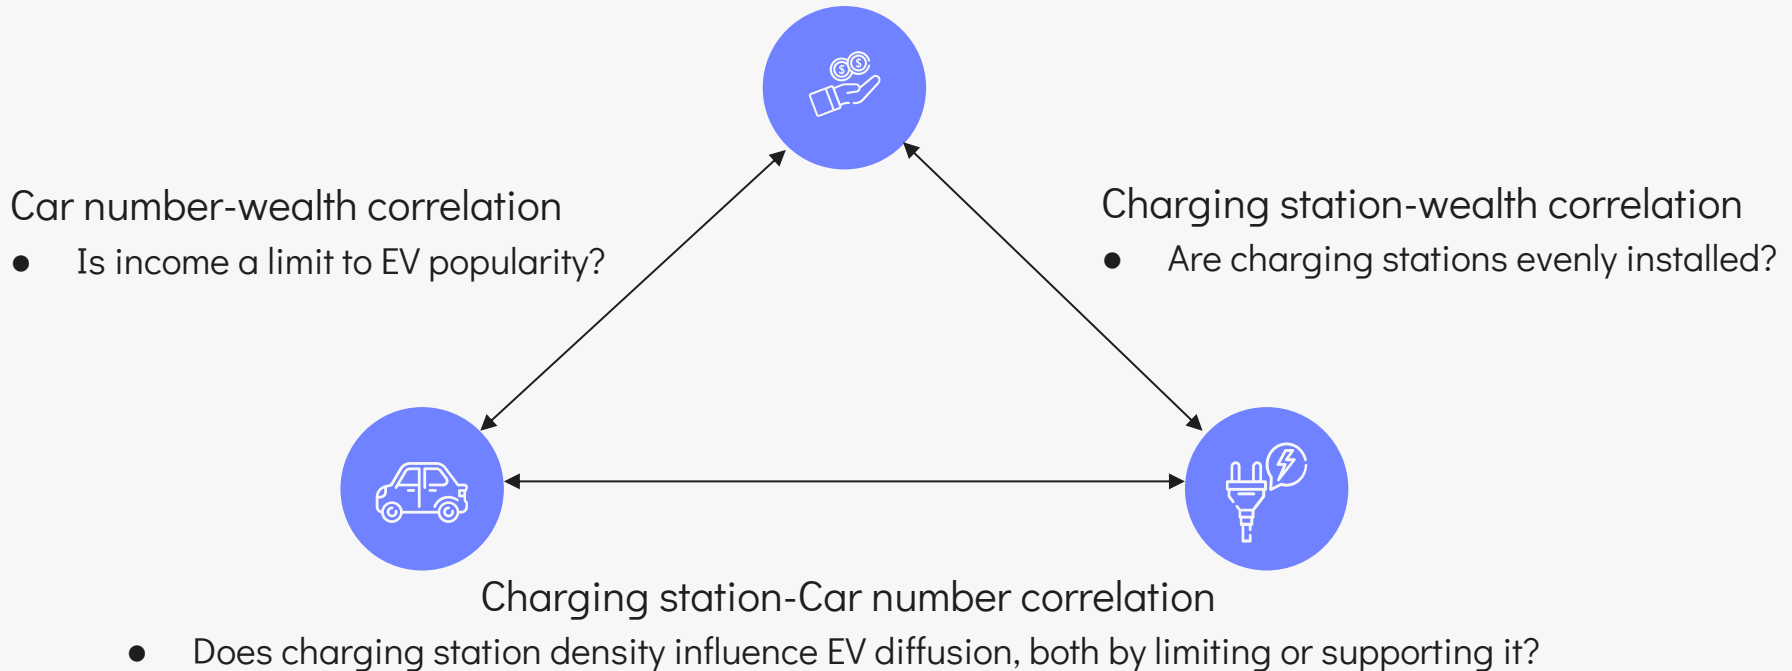 Car number-wealth correlation
● Is income a limit to EV popularity?
Charging station-wealth correlation
● Are charging stations evenly installed?
Charging station-Car number correlation
● Does charging station density influence EV diffusion, both by limiting or supporting it?